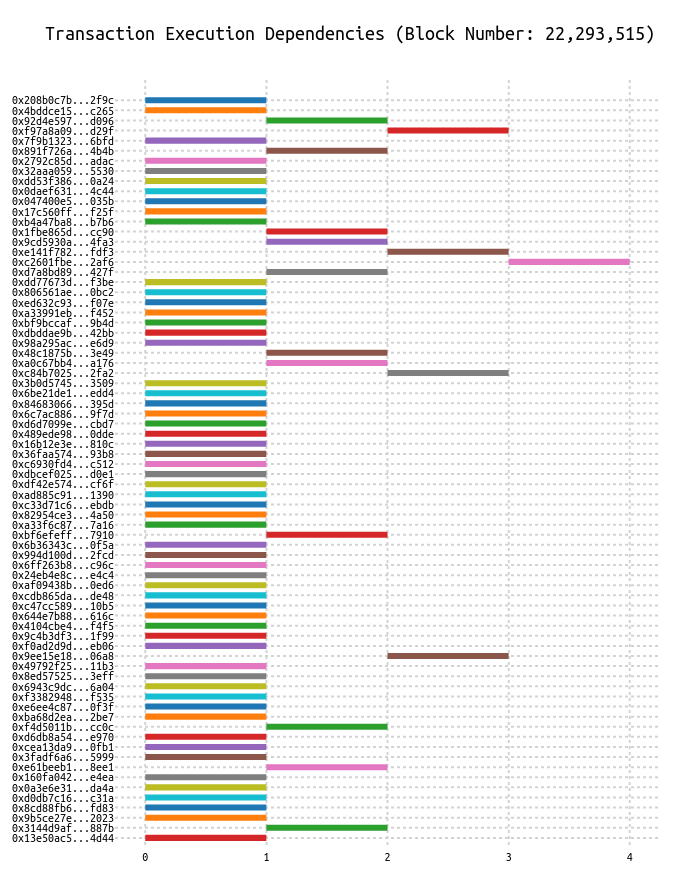 Transaction Execution Dependencies (Block Number: 22,293,515)
0x208b0c7b...2f9c
0x4bddce15...c265
0x92d4e597...d096
0xf97a8a09...d29f
0x7f9b1323...6bfd
0x891f726a...4b4b
0x2792c85d...adac
0x32aaa059...5530
0xdd53f386...0a24
0x0daef631...4c44
0x047400e5...035b
0x17c560ff...f25f
0xb4a47ba8...b7b6
0x1fbe865d...cc90
0x9cd5930a...4fa3
0xe141f782...fdf3
0xc2601fbe...2af6
0xd7a8bd89...427f
0xdd77673d...f3be
0x806561ae...0bc2
0xed632c93...f07e
0xa33991eb...f452
0xbf9bccaf...9b4d
0xdbddae9b...42bb
0x98a295ac...e6d9
0x48c1875b...3e49
0xa0c67bb4...a176
0xc84b7025...2fa2
0x3b0d5745...3509
0x6be21de1...edd4
0x84683066...395d
0x6c7ac886...9f7d
0xd6d7099e...cbd7
0x489ede98...0dde
0x16b12e3e...810c
0x36faa574...93b8
0xc6930fd4...c512
0xdbcef025...d0e1
0xdf42e574...cf6f
0xad885c91...1390
0xc33d71c6...ebdb
0x82954ce3...4a50
0xa33f6c87...7a16
0xbf6efeff...7910
0x6b36343c...0f5a
0x994d100d...2fcd
0x6ff263b8...c96c
0x24eb4e8c...e4c4
0xaf09438b...0ed6
0xcdb865da...de48
0xc47cc589...10b5
0x644e7b88...616c
0x4104cbe4...f4f5
0x9c4b3df3...1f99
0xf0ad2d9d...eb06
0x9ee15e18...06a8
0x49792f25...11b3
0x8ed57525...3eff
0x6943c9dc...6a04
0xf3382948...f535
0xe6ee4c87...0f3f
0xba68d2ea...2be7
0xf4d5011b...cc0c
0xd6db8a54...e970
0xcea13da9...0fb1
0x3fadf6a6...5999
0xe61beeb1...8ee1
0x160fa042...e4ea
0x0a3e6e31...da4a
0xd0db7c16...c31a
0x8cd88fb6...fd83
0x9b5ce27e...2023
0x3144d9af...887b
0x13e50ac5...4d44
0 1 2 3 4